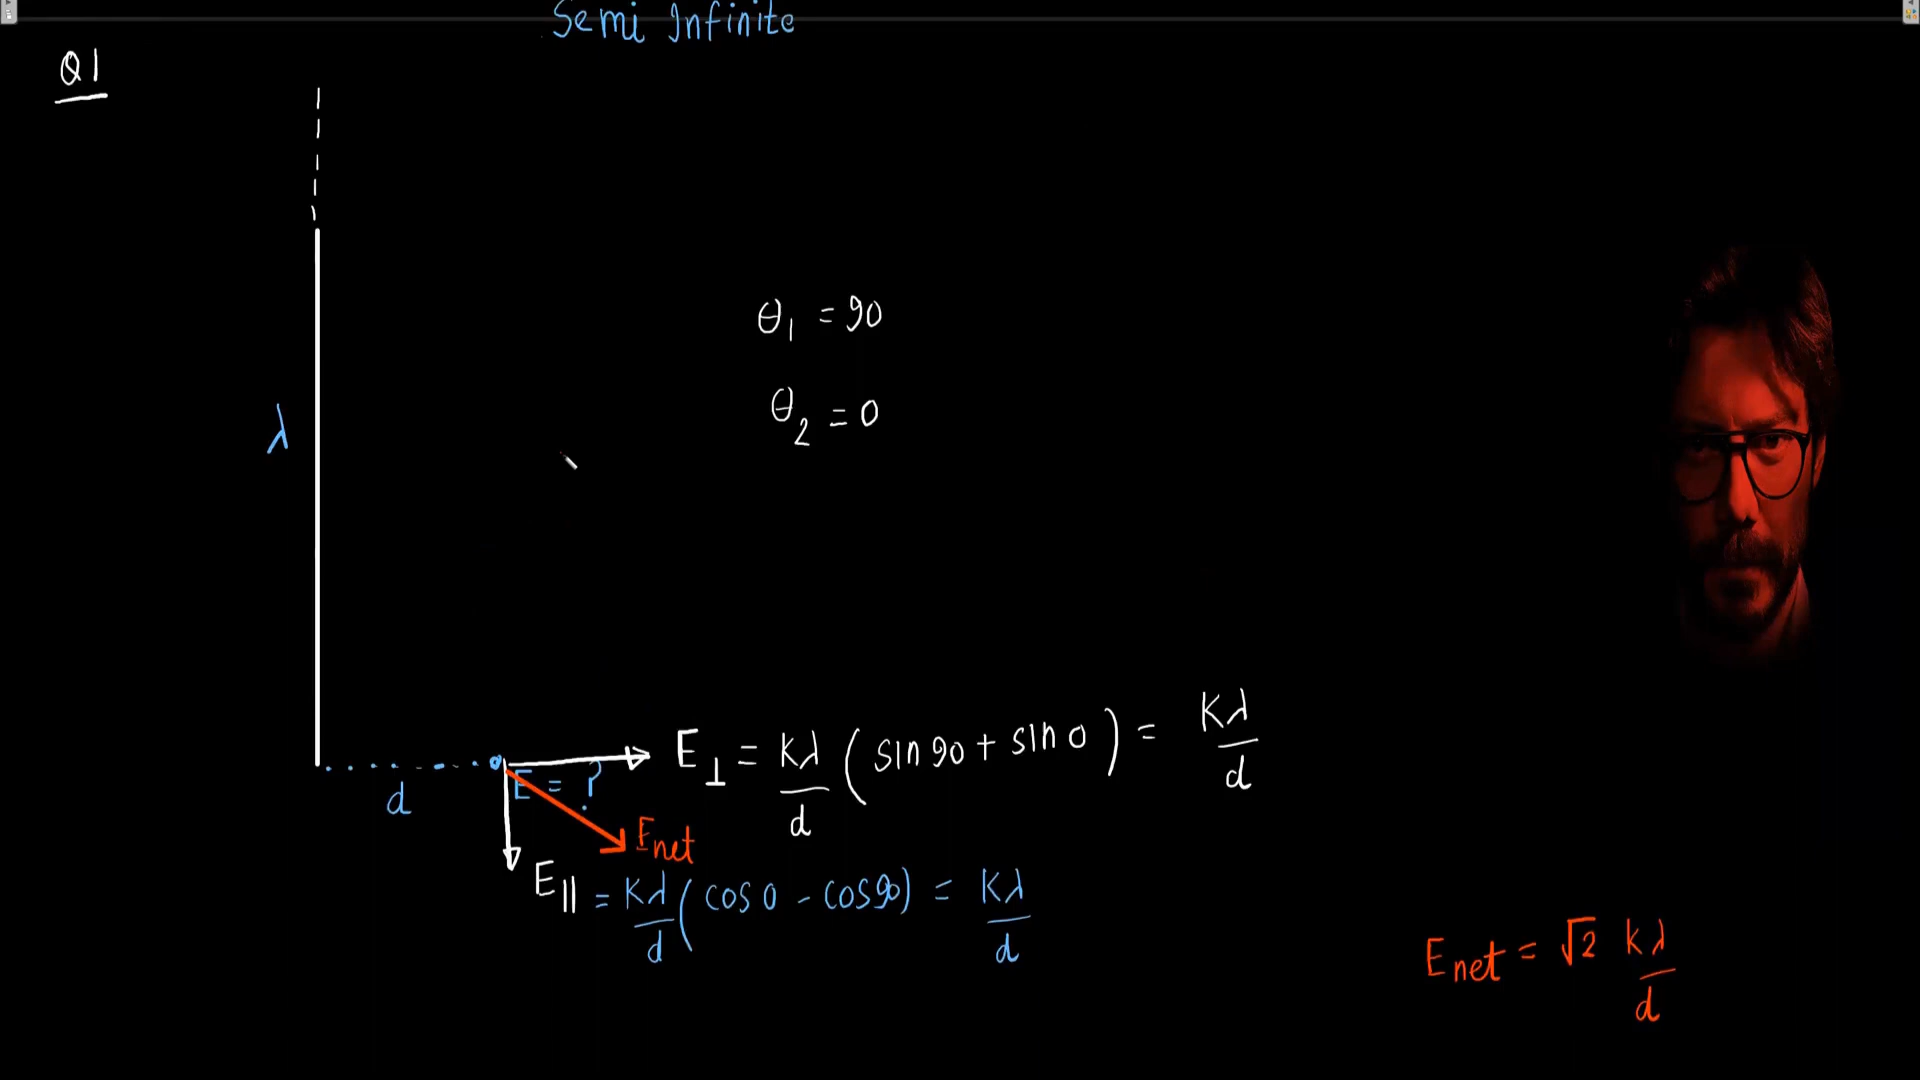 Semi Infinite
Q1
θ₁ = 90
λ
θ₂ = 0
E⊥ = Kλ/d (sin 90 + sin 0) = Kλ/d
d
E = ?
Enet
E|| = Kλ/d (cos 0 - cos 90) = Kλ/d
Enet = √2 Kλ/d